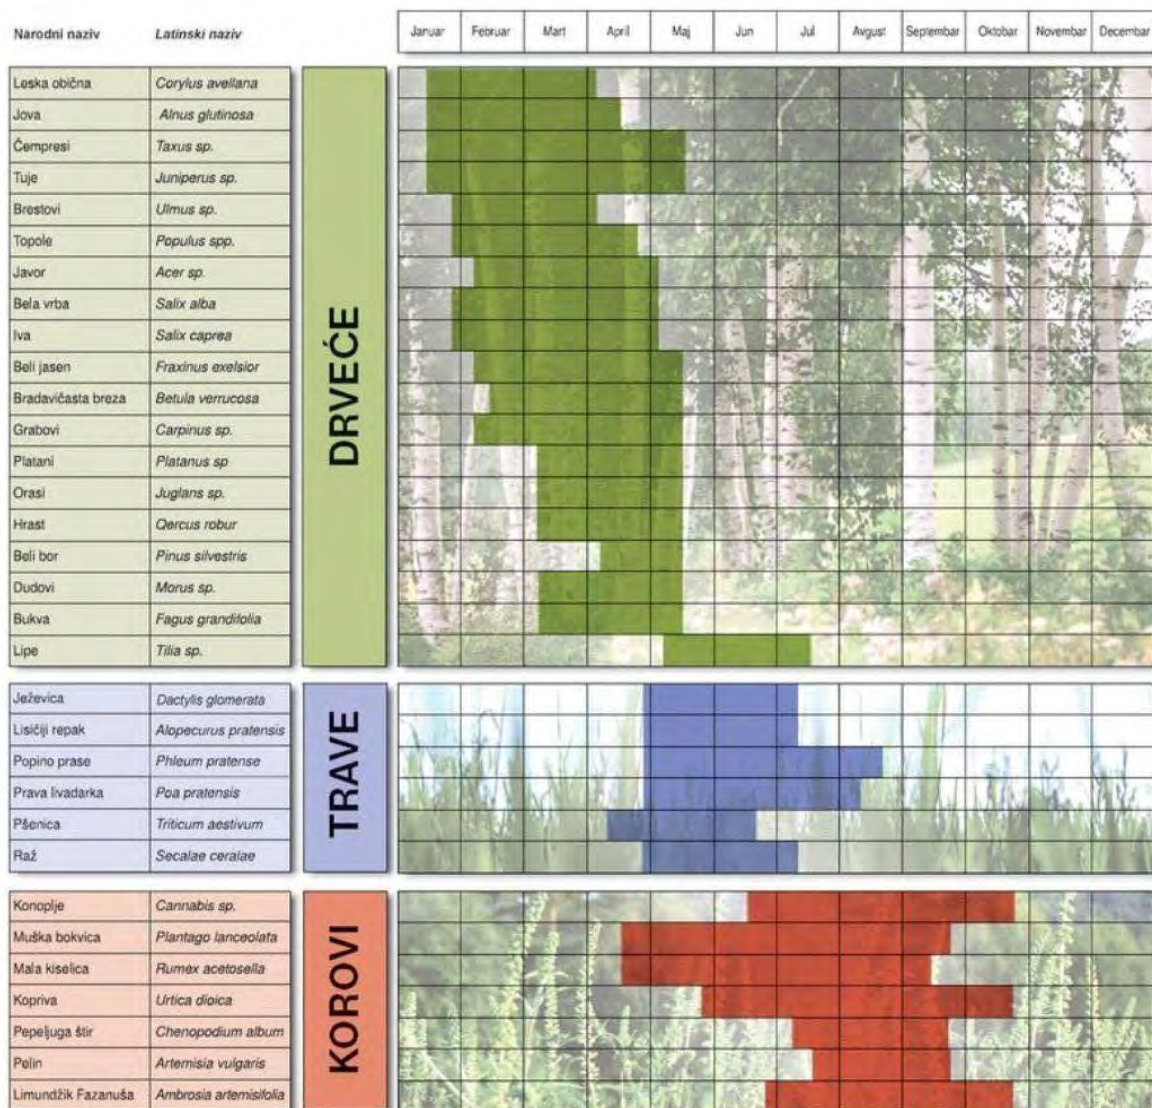 Narodni naziv Latinski naziv Januar Februar Mart April Maj Jun Jul Avgust Septembar Oktobar Novembar Decembar
Leska obična Corylus avellana
Jova Alnus glutinosa
Čempresi Taxus sp.
Tuje Juniperus sp.
Brestovi Ulmus sp.
Topole Populus spp.
Javor Acer sp.
Bela vrba Salix alba
Iva Salix caprea
Beli jasen Fraxinus exelsior
Bradavičasta breza Betula verrucosa
Grabovi Carpinus sp.
Platani Platanus sp
Orasi Juglans sp.
Hrast Qercus robur
Beli bor Pinus silvestris
Dudovi Morus sp.
Bukva Fagus grandifolia
Lipe Tilia sp.
DRVEĆE
Ježevica Dactylis glomerata
Lisičiji repak Alopecurus pratensis
Popino prase Phleum pratense
Prava livadarka Poa pratensis
Pšenica Triticum aestivum
Raž Secalae ceralae
TRAVE
Konoplje Cannabis sp.
Muška bokvica Plantago lanceolata
Mala kiselica Rumex acetosella
Kopriva Urtica dioica
Pepeljuga štir Chenopodium album
Pelin Artemisia vulgaris
Limundžik Fazanuša Ambrosia artemisifolia
KOROVI